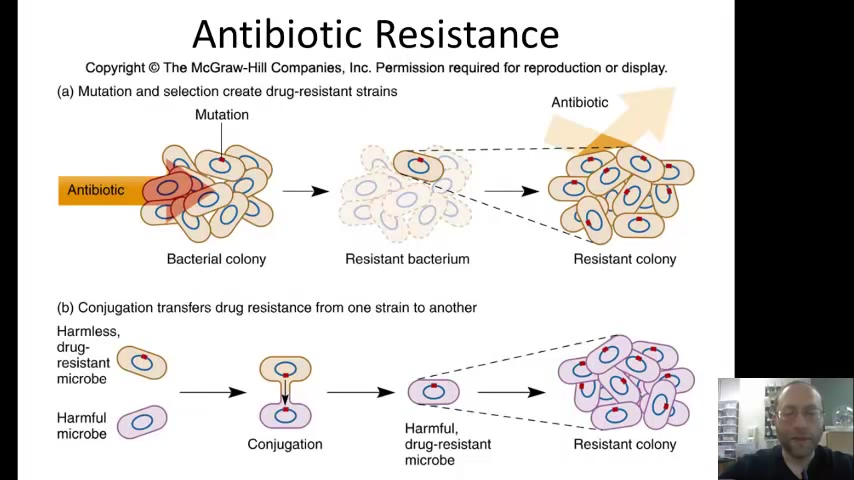 Antibiotic Resistance
Copyright © The McGraw-Hill Companies, Inc. Permission required for reproduction or display.
(a) Mutation and selection create drug-resistant strains
Antibiotic
Mutation
Antibiotic
Bacterial colony
Resistant bacterium
Resistant colony
(b) Conjugation transfers drug resistance from one strain to another
Harmless,
drug-
resistant
microbe
Harmful
microbe
Conjugation
Harmful,
drug-resistant
microbe
Resistant colony